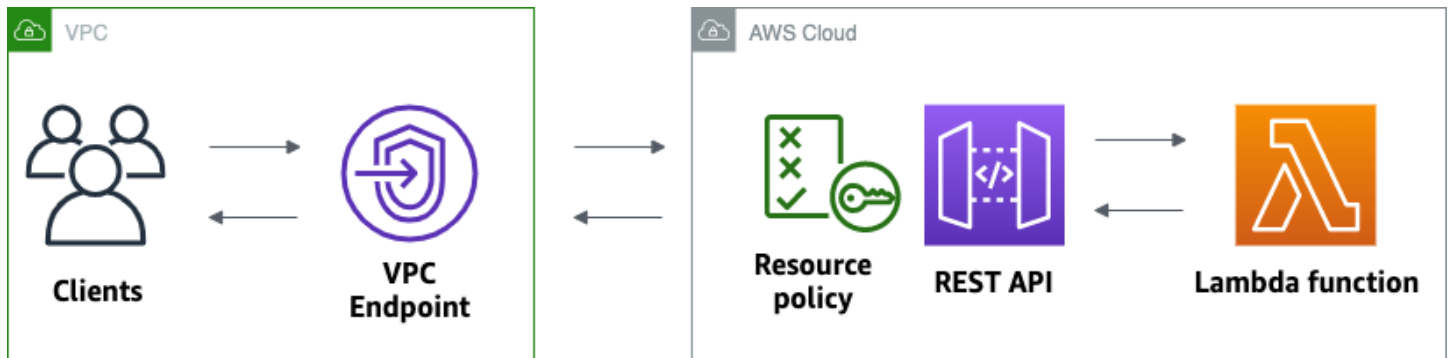 VPC
AWS Cloud
Clients
VPC
Endpoint
Resource
policy
</>
REST API
Lambda function